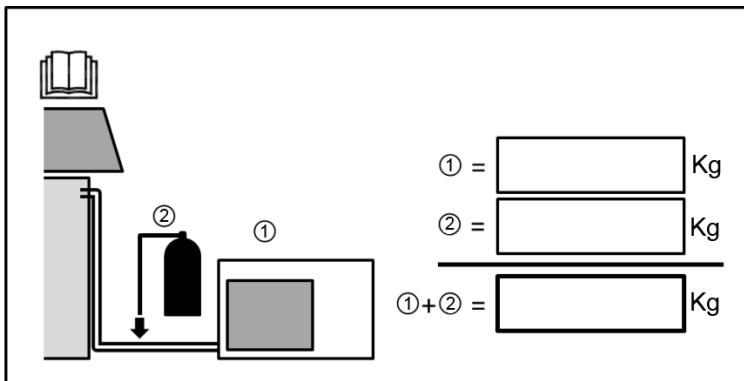 ① = Kg
② ①
② = Kg
①+② = Kg